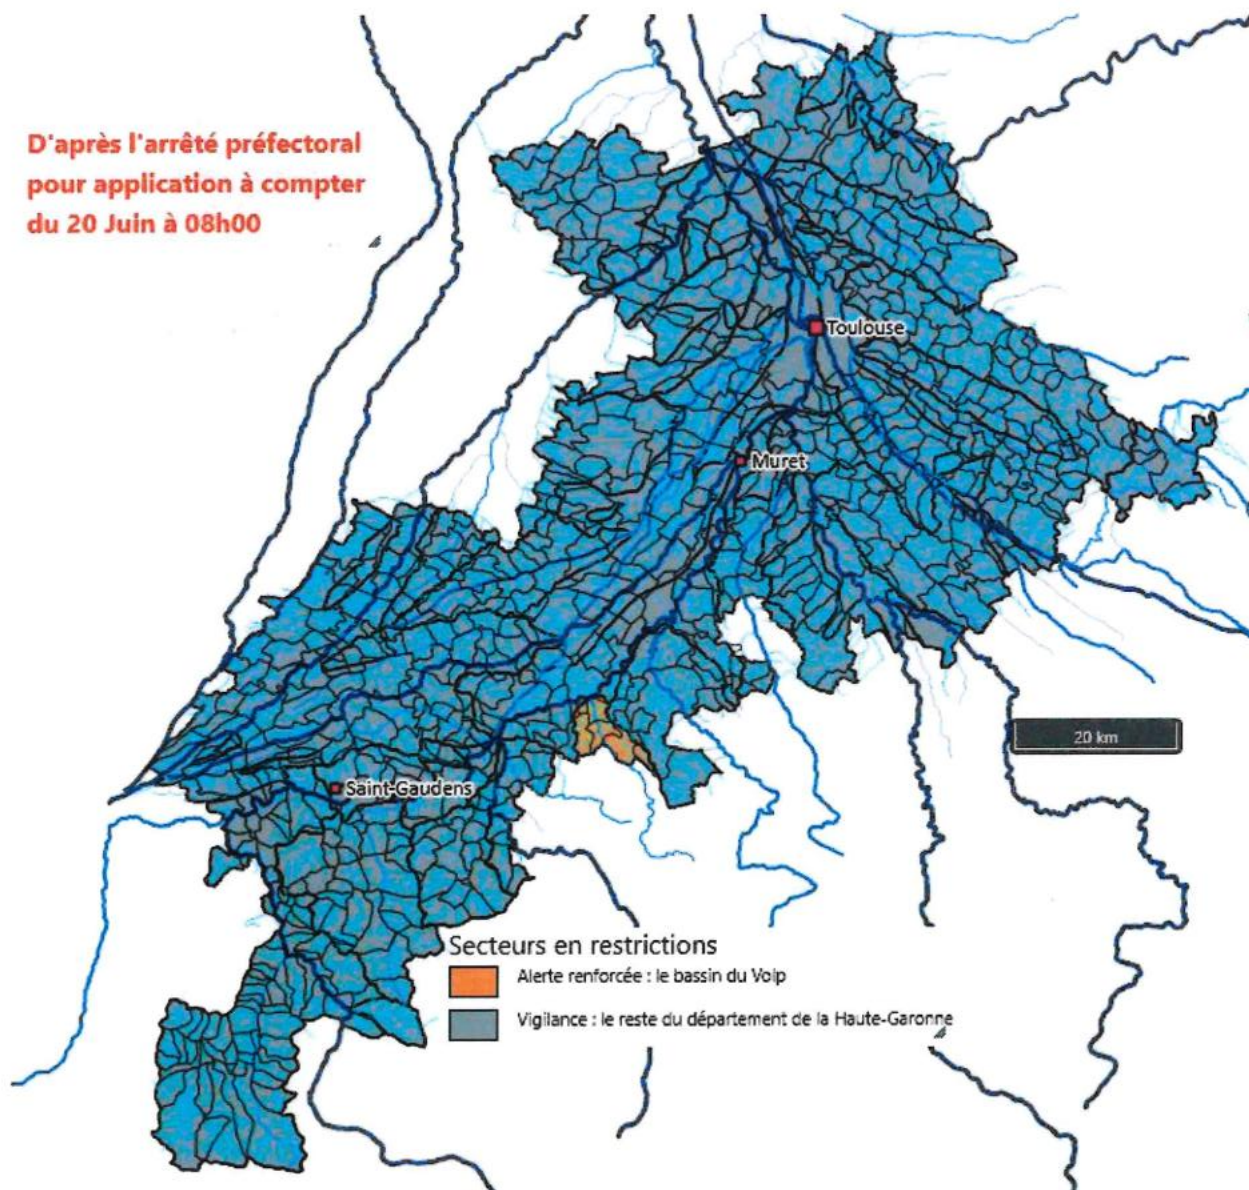 D'après l'arrêté préfectoral
pour application à compter
du 20 Juin à 08h00
Toulouse
Muret
20 km
Saint-Gaudens
Secteurs en restrictions
Alerte renforcée : le bassin du Volp
Vigilance : le reste du département de la Haute-Garonne